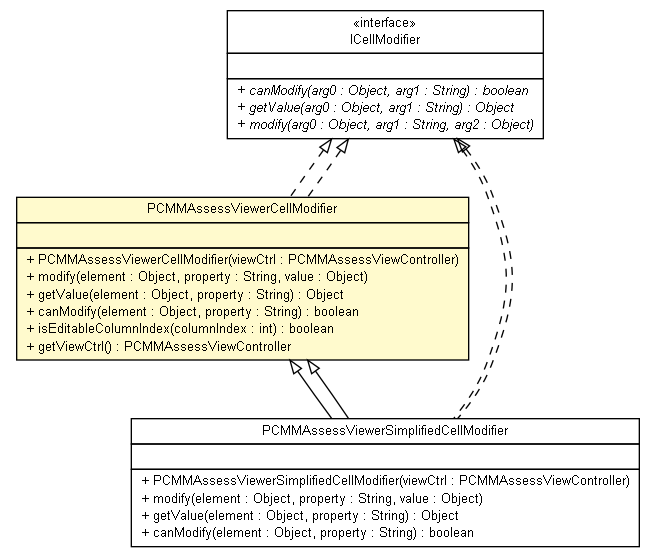 «interface»
ICellModifier
+ canModify(arg0 : Object, arg1 : String) : boolean
+ getValue(arg0 : Object, arg1 : String) : Object
+ modify(arg0 : Object, arg1 : String, arg2 : Object)
PCMMAssessViewerCellModifier
+ PCMMAssessViewerCellModifier(viewCtrl : PCMMAssessViewController)
+ modify(element : Object, property : String, value : Object)
+ getValue(element : Object, property : String) : Object
+ canModify(element : Object, property : String) : boolean
+ isEditableColumnIndex(columnIndex : int) : boolean
+ getViewCtrl() : PCMMAssessViewController
PCMMAssessViewerSimplifiedCellModifier
+ PCMMAssessViewerSimplifiedCellModifier(viewCtrl : PCMMAssessViewController)
+ modify(element : Object, property : String, value : Object)
+ getValue(element : Object, property : String) : Object
+ canModify(element : Object, property : String) : boolean